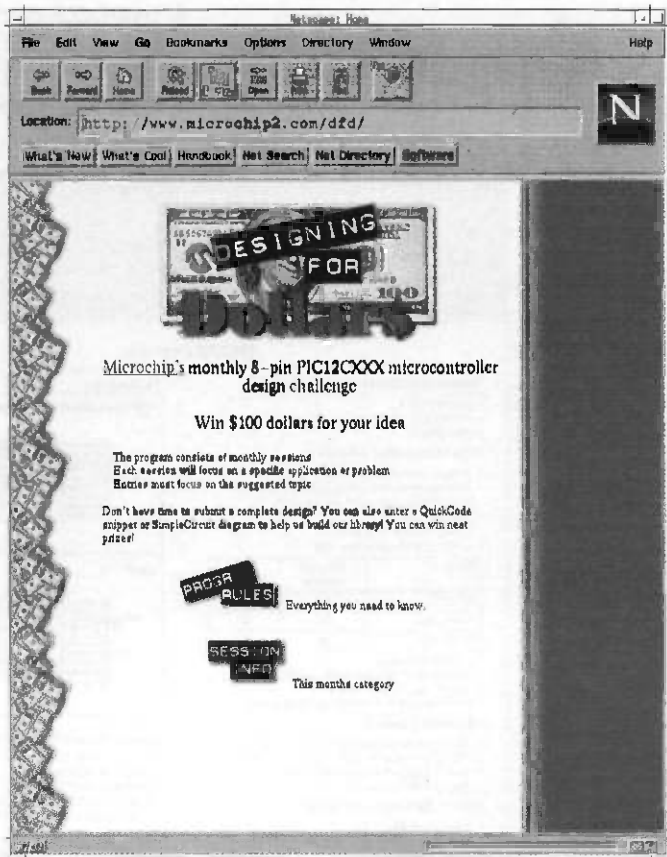 Netscape: Home
File Edit View Go Bookmarks Options Directory Window Help
Back Forward Home Reload Open Print Find
Location: http://www.microchip2.com/dfd/
What's New! What's Cool! Handbook Net Search Net Directory Software
N
DESIGNING
FOR
100
Dollars
Microchip's monthly 8-pin PIC12CXXX microcontroller
design challenge
Win $100 dollars for your idea
The program consists of monthly sessions
Each session will focus on a specific application or problem
Entries must focus on the suggested topic
Don't have time to submit a complete design? You can also enter a QuickCode
snippet or SimpleCircuit diagram to help us build our library! You can win neat
prizes!
PROGR
RULES
Everything you need to know.
SESSION
INFO
This months category